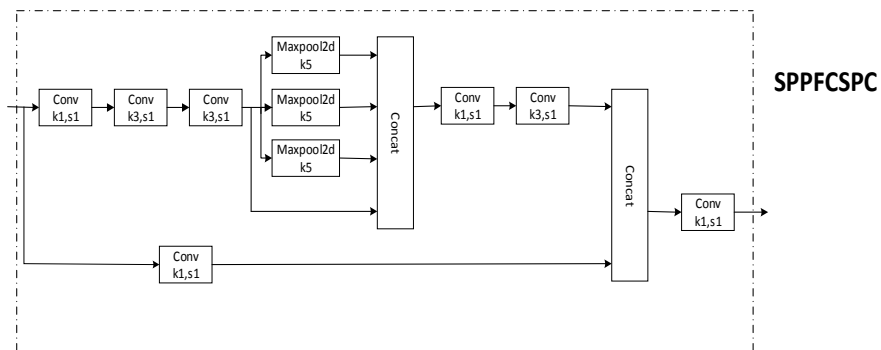 Maxpool2d
k5
SPPFCSPC
Conv
k1,s1
Conv
k3,s1
Conv
k3,s1
Maxpool2d
k5
Concat
Conv
k1,s1
Conv
k3,s1
Maxpool2d
k5
Concat
Conv
k1,s1
Conv
k1,s1